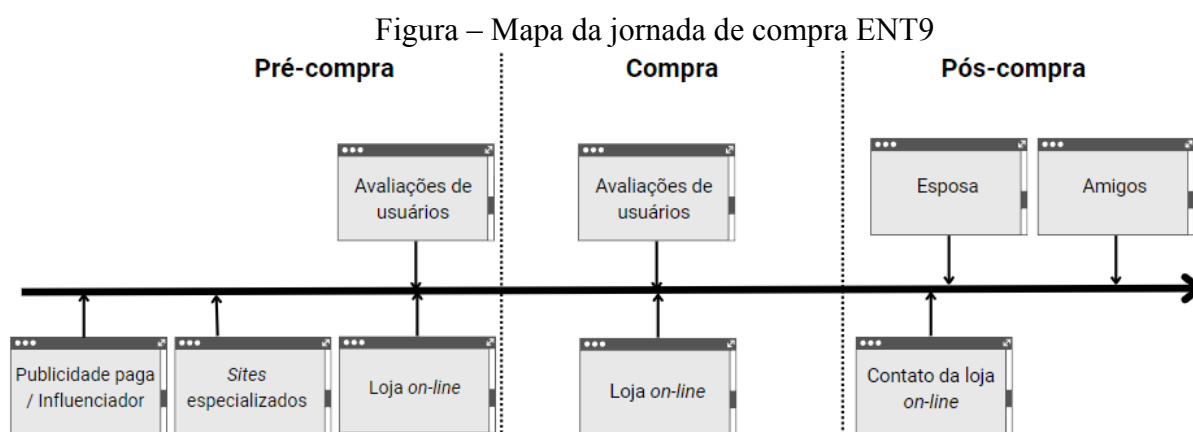 Figura – Mapa da jornada de compra ENT9
Pré-compra
Compra
Pós-compra
Avaliações de
usuários
Avaliações de
usuários
Esposa
Amigos
Publicidade paga
/ Influenciador
Sites
especializados
Loja on-line
Loja on-line
Contato da loja
on-line